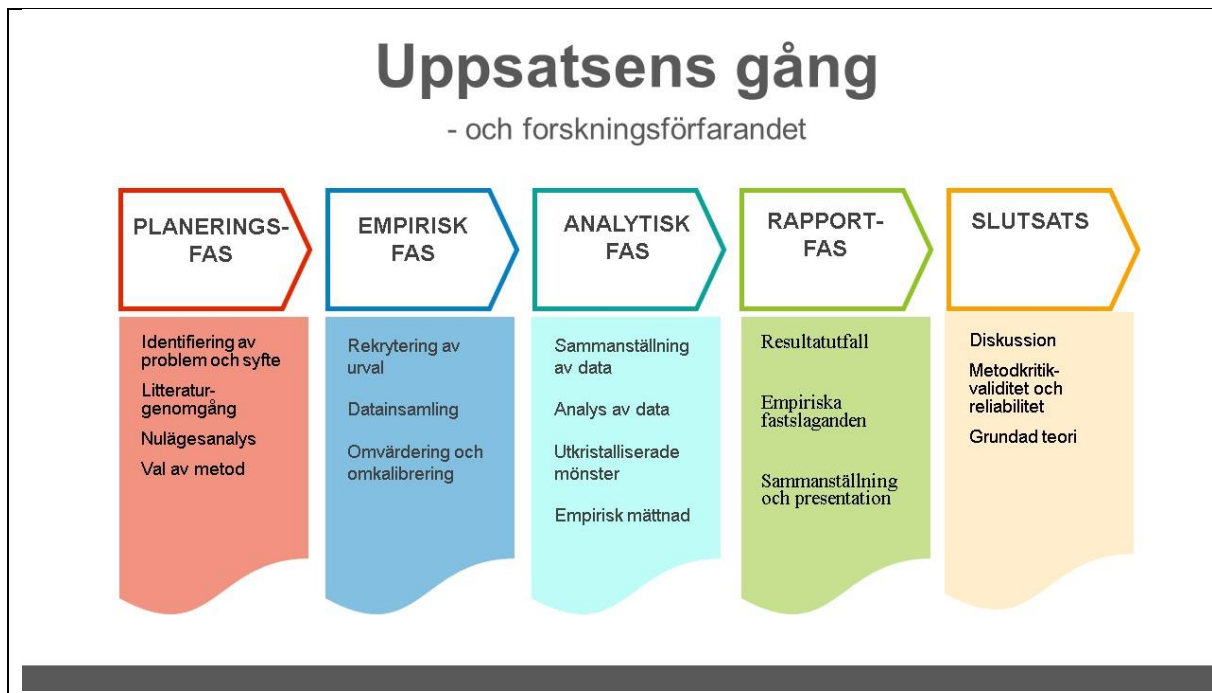 Uppsatsens gång
- och forskningsförfarandet
PLANERINGS-
FAS
Identifiering av
problem och syfte
Litteratur-
genomgång
Nulägesanalys
Val av metod
EMPIRISK
FAS
Rekrytering av
urval
Datainsamling
Omvärdering och
omkalibrering
ANALYTISK
FAS
Sammanställning
av data
Analys av data
Utkristalliserade
mönster
Empirisk mättnad
RAPPORT-
FAS
Resultatutfall
Empiriska
fastslaganden
Sammanställning
och presentation
SLUTSATS
Diskussion
Metodkritik-
validitet och
reliabilitet
Grundad teori